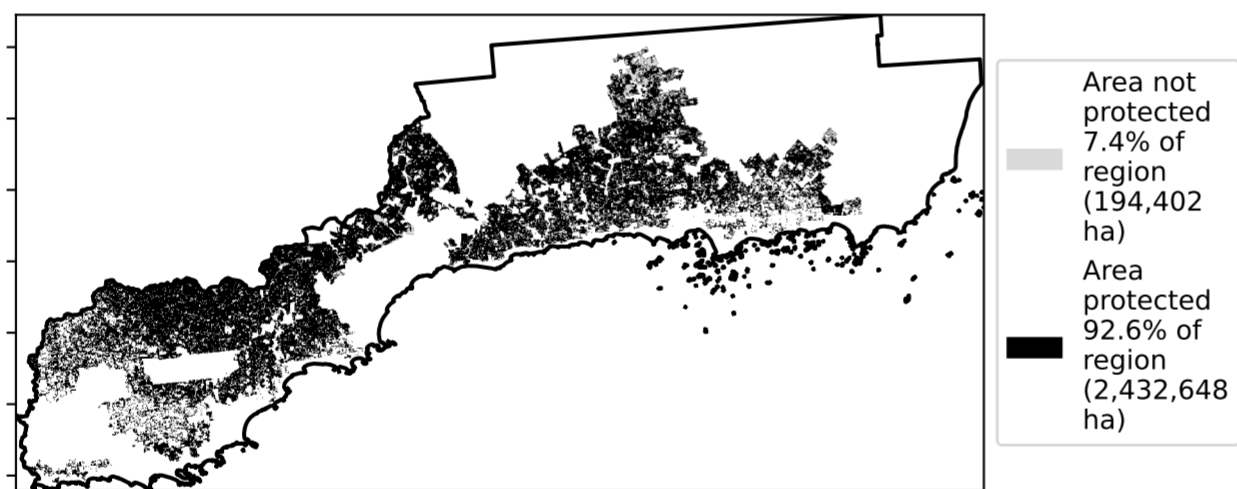 Area not
protected
7.4% of
region
(194,402
ha)
Area
protected
92.6% of
region
(2,432,648
ha)